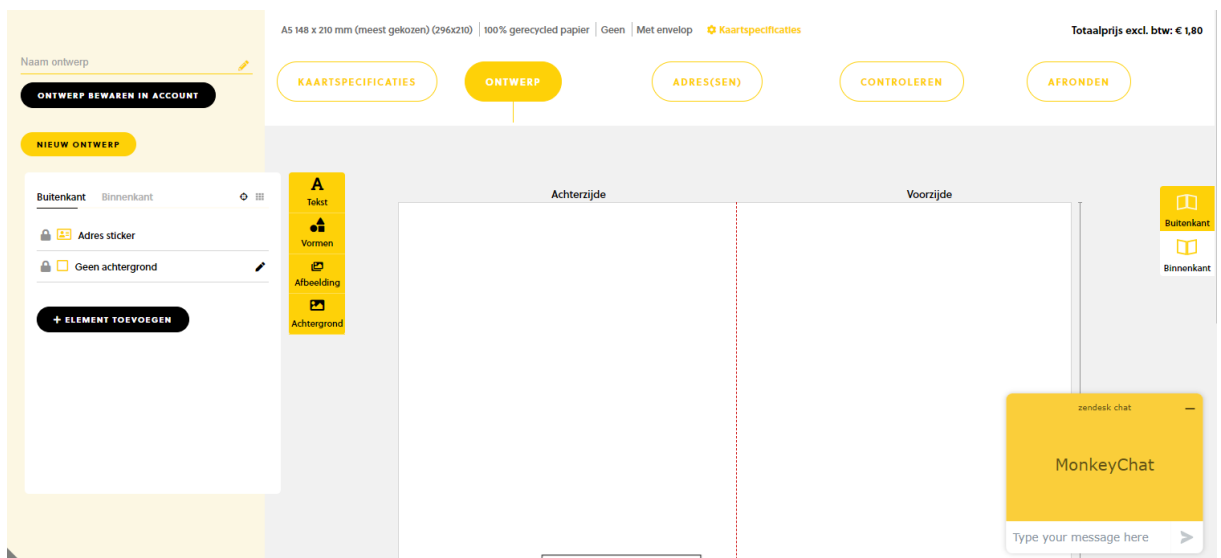 A5 148 x 210 mm (meest gekozen) (296x210) | 100% gerecycled papier | Geen | Met envelop Kaartspecificaties
Totaalprijs excl. btw: € 1,80
Naam ontwerp
ONTWERP BEWAREN IN ACCOUNT
NIEUW ONTWERP
KAARTSPECIFICATIES
ONTWERP
ADRES(SEN)
CONTROLEREN
AFRONDEN
Buitenkant Binnenkant
Adres sticker
Geen achtergrond
+ ELEMENT TOEVOEGEN
A
Tekst
Vormen
Afbeelding
Achtergrond
Achterzijde
Voorzijde
Buitenkant
Binnenkant
zendesk chat
MonkeyChat
Type your message here